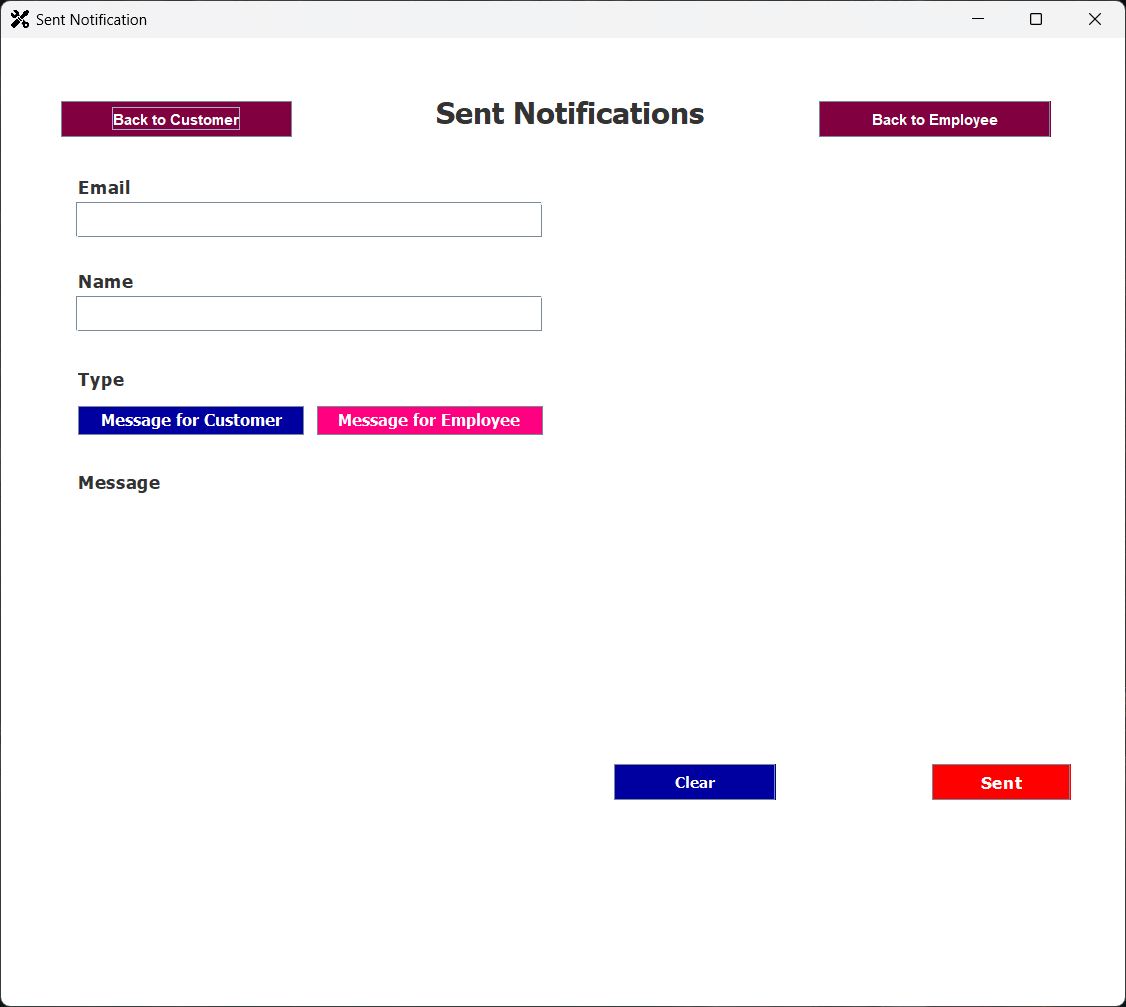 Sent Notification
Back to Customer
Sent Notifications
Back to Employee
Email
Name
Type
Message for Customer
Message for Employee
Message
Clear
Sent